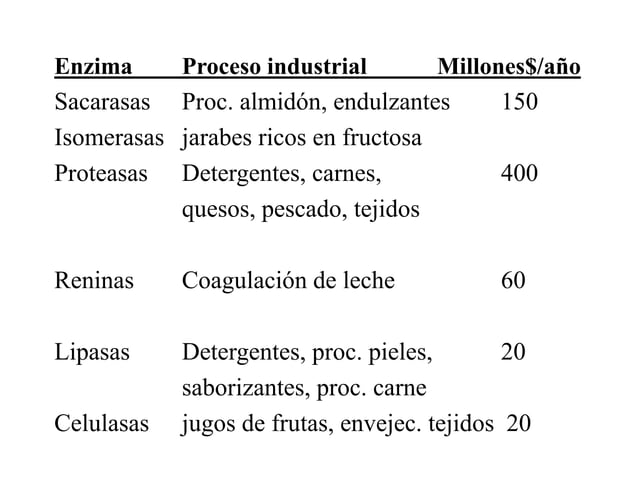 Enzima Proceso industrial Millones$/año
Sacarasas Proc. almidón, endulzantes 150
Isomerasas jarabes ricos en fructosa
Proteasas Detergentes, carnes, 400
quesos, pescado, tejidos
Reninas Coagulación de leche 60
Lipasas Detergentes, proc. pieles, 20
saborizantes, proc. carne
Celulasas jugos de frutas, envejec. tejidos 20